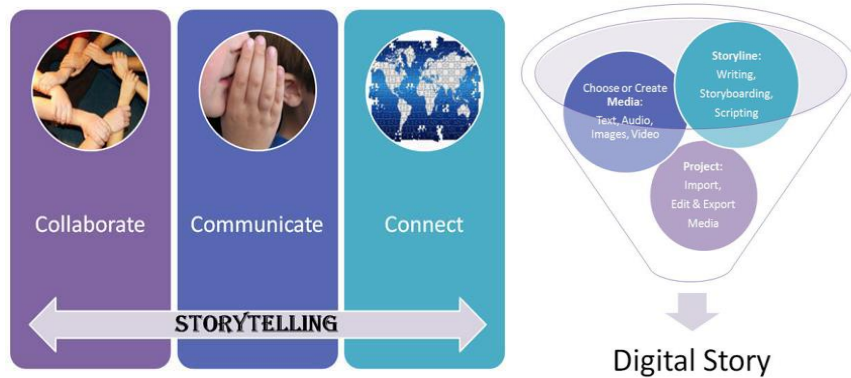 Collaborate
Communicate
Connect
STORYTELLING
Choose or Create
Media:
Text, Audio,
Images, Video
Storyline:
Writing,
Storyboarding,
Scripting
Project:
Import,
Edit & Export
Media
Digital Story